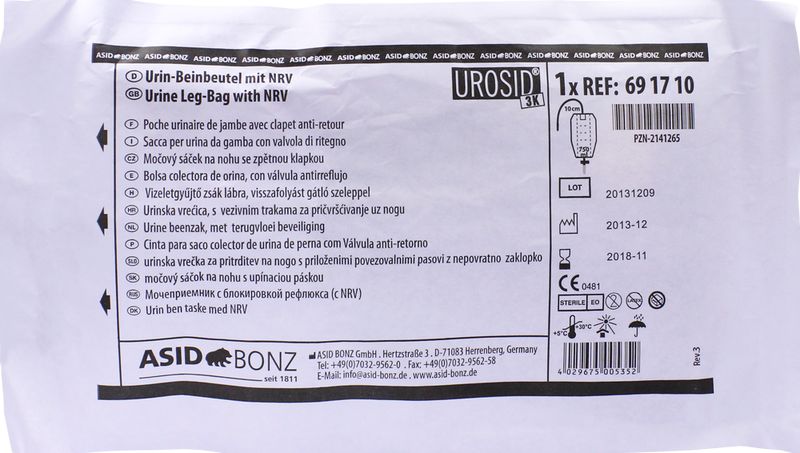 ASID BONZ ASID BONZ ASID BONZ ASID BONZ ASID BONZ ASID BONZ ASID BONZ ASID BONZ ASID BONZ
D Urin-Beinbeutel mit NRV
GB Urine Leg-Bag with NRV
UROSID®
3K
1x REF: 69 17 10
10cm
750 ml
PZN-2141265
F Poche urinaire de jambe avec clapet anti-retour
I Sacca per urina da gamba con valvola di ritegno
CZ Močový sáček na nohu se zpětnou klapkou
E Bolsa colectora de orina, con válvula antirreflujo
H Vizeletgyűjtő zsák lábra, visszafolyást gátló szeleppel
HR Urinska vrećica, s vezivnim trakama za pričvršćivanje uz nogu
NL Urine beenzak, met terugvloei beveiliging
P Cinta para saco colector de urina de perna com Válvula anti-retorno
SLO urinska vrečka za pritrditev na nogo s priloženimi povezovalnimi pasovi z nepovratno zaklopko
SK močový sáčok na nohu s upínaciou páskou
RUS Мочеприемник с блокировкой рефлюкса (с NRV)
DK Urin ben taske med NRV
LOT 20131209
2013-12
2018-11
CE 0481
STERILE EO LATEX
+5°C +30°C
4 029675 005352
Rev.3
ASID BONZ
seit 1811
ASID BONZ GmbH . Hertzstraße 3 . D-71083 Herrenberg, Germany
Tel: +49(0)7032-9562-0 . Fax: +49(0)7032-9562-58
E-Mail: info@asid-bonz.de . www.asid-bonz.de